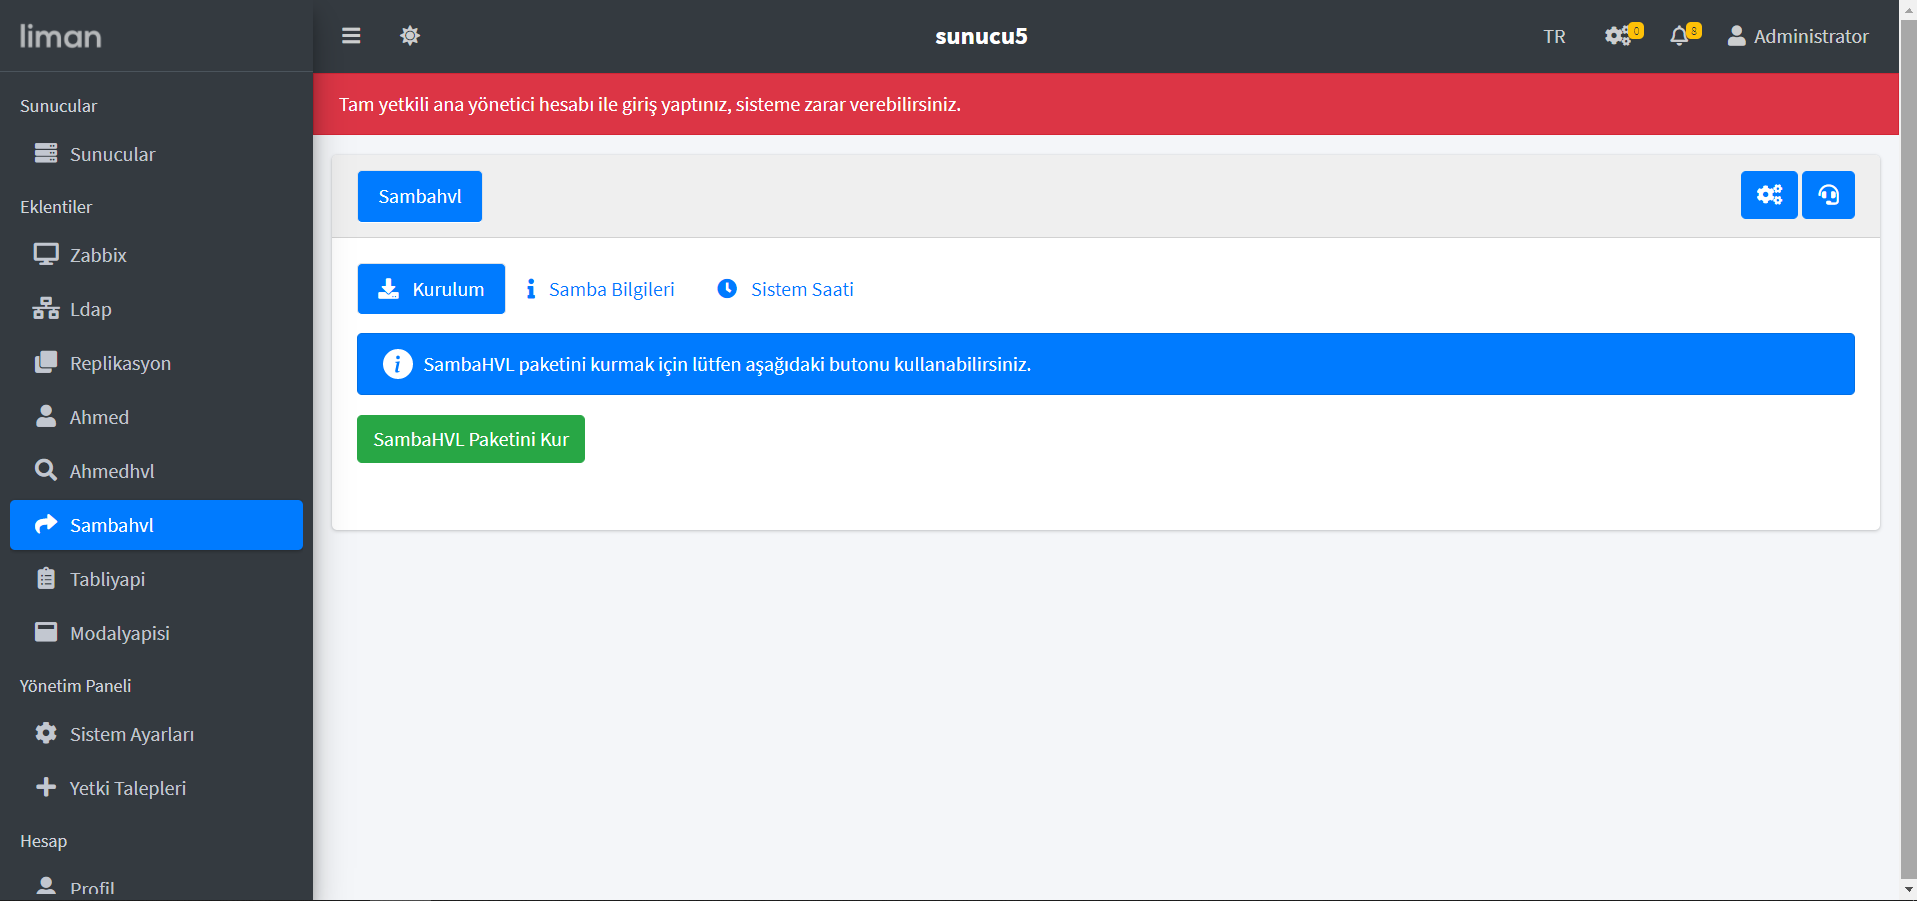 liman
sunucu5
TR
0
8
Administrator
Tam yetkili ana yönetici hesabı ile giriş yaptınız, sisteme zarar verebilirsiniz.
Sunucular
Sunucular
Eklentiler
Zabbix
Ldap
Replikasyon
Ahmed
Ahmedhvl
Sambahvl
Tabliyapi
Modalyapisi
Yönetim Paneli
Sistem Ayarları
Yetki Talepleri
Hesap
Profil
Sambahvl
Kurulum
Samba Bilgileri
Sistem Saati
SambaHVL paketini kurmak için lütfen aşağıdaki butonu kullanabilirsiniz.
SambaHVL Paketini Kur